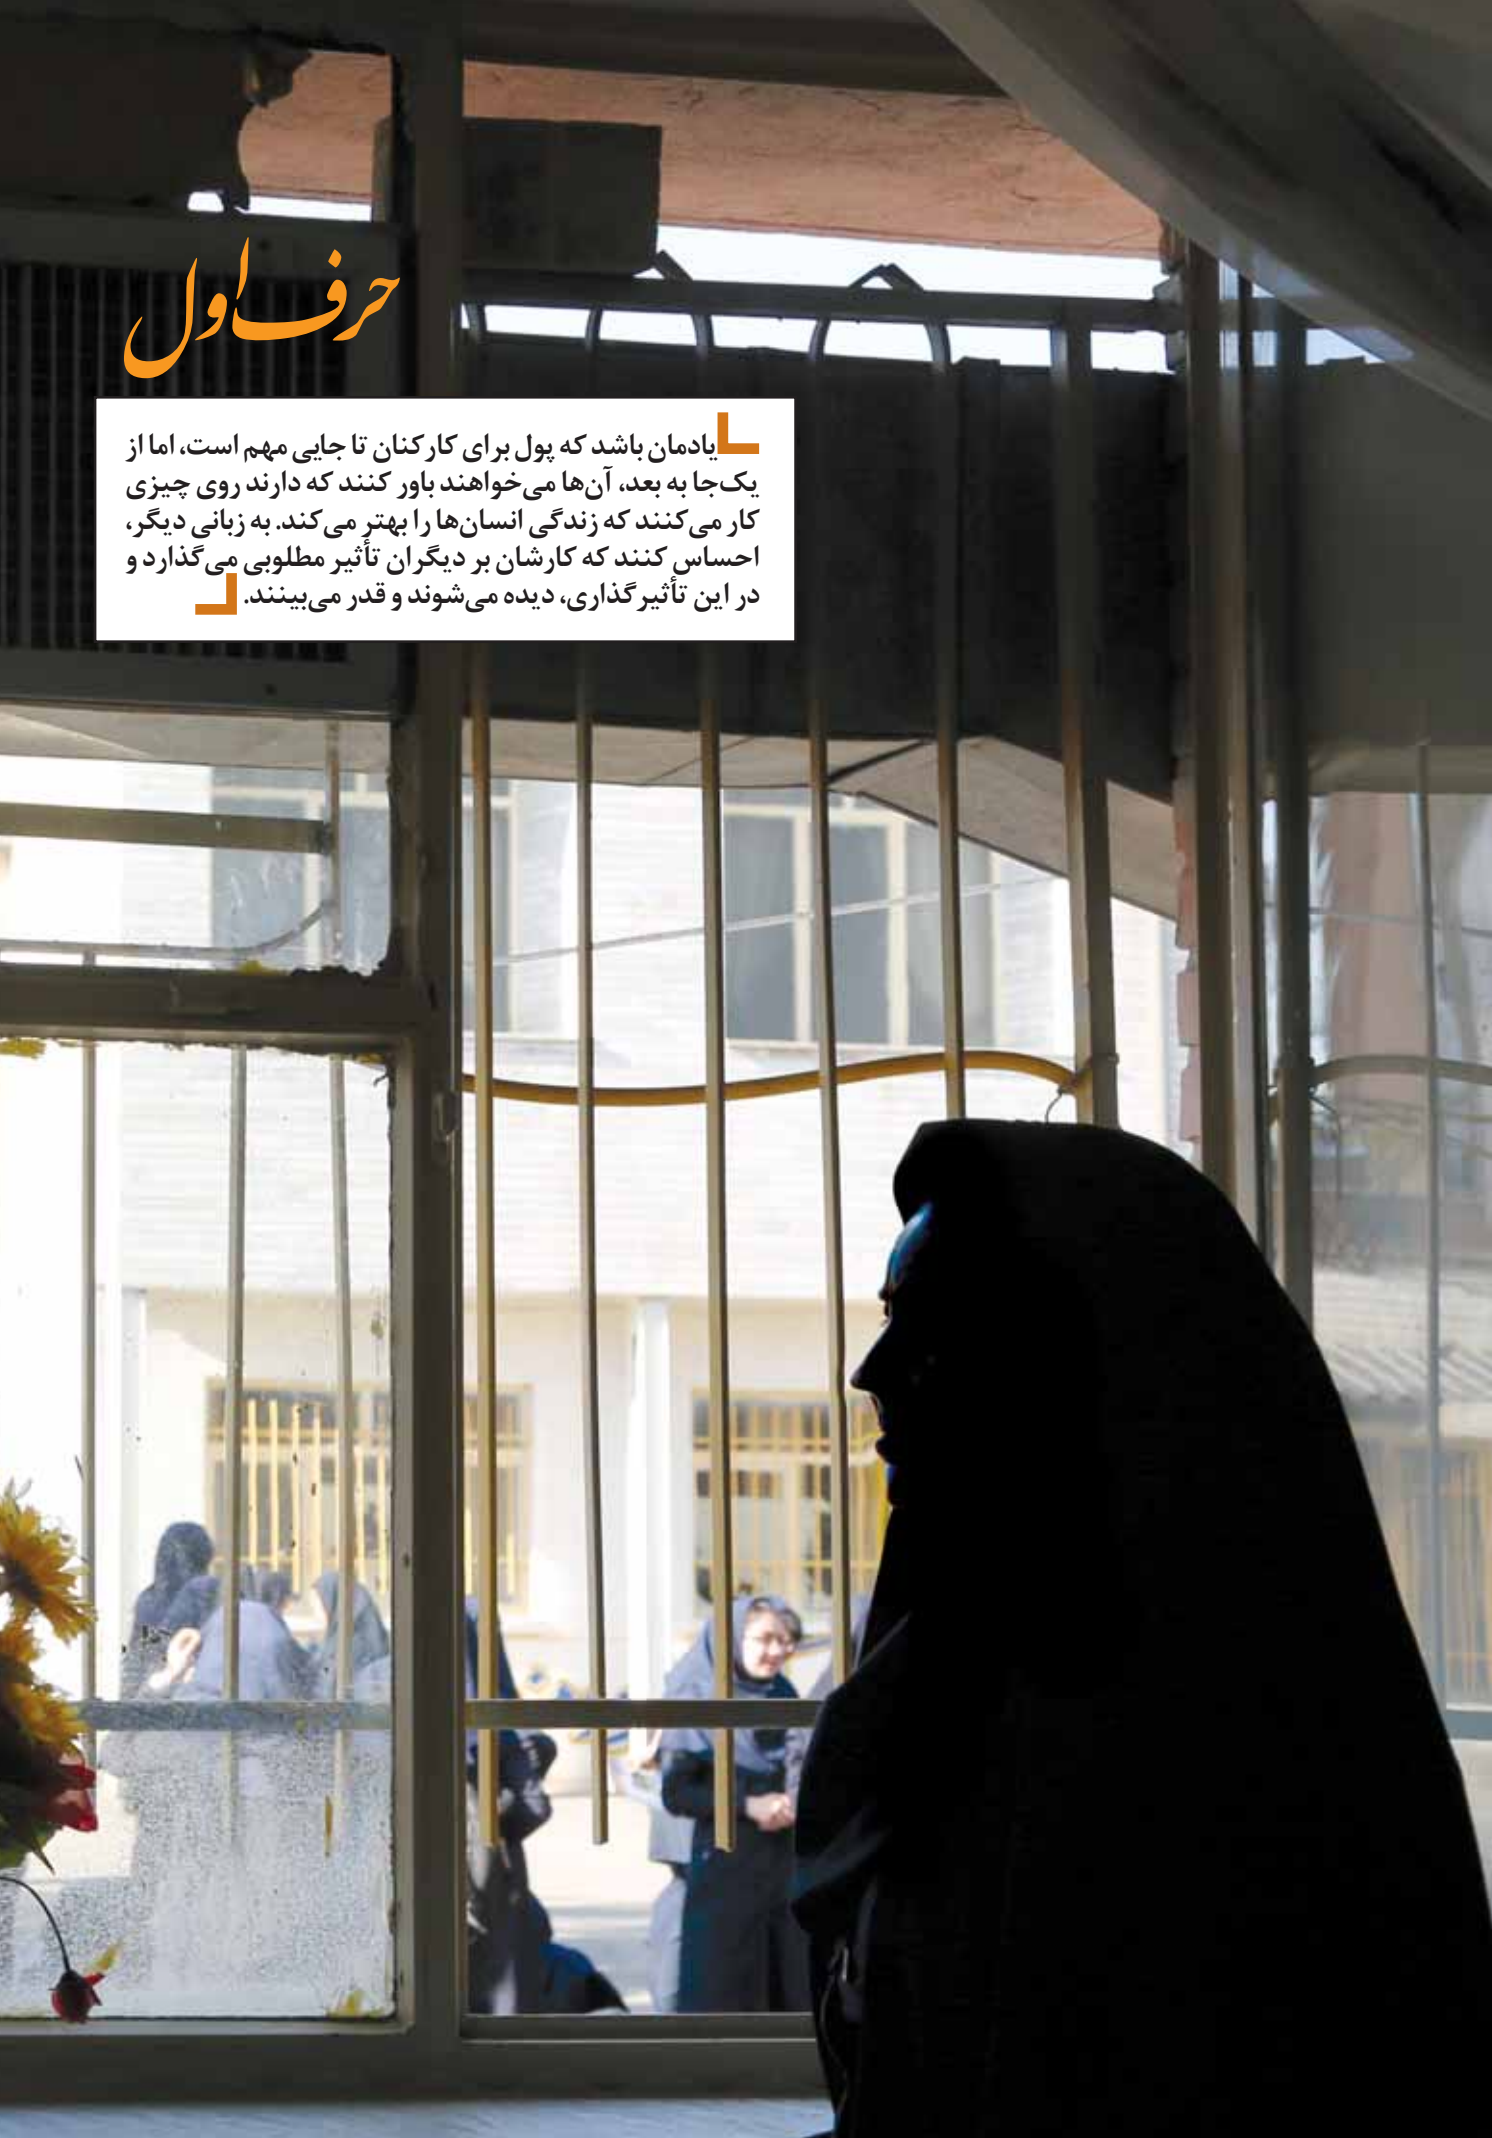 حرف اول
یادمان باشد که پول برای کارکنان تا جایی مهم است، اما از
یک‌جا به بعد، آن‌ها می‌خواهند باور کنند که دارند روی چیزی
کار می‌کنند که زندگی انسان‌ها را بهتر می‌کند. به زبانی دیگر،
احساس کنند که کارشان بر دیگران تأثیر مطلوبی می‌گذارد و
در این تأثیرگذاری، دیده می‌شوند و قدر می‌بینند.